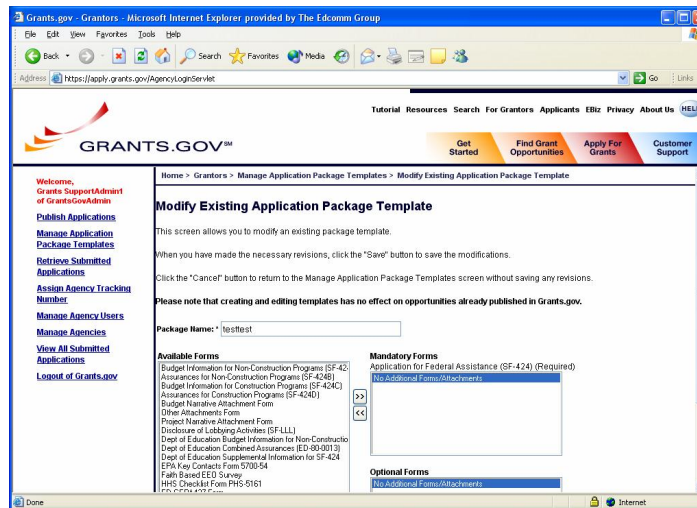 Grants.gov - Grantors - Microsoft Internet Explorer provided by The Edcomm Group
File Edit View Favorites Tools Help
Back Search Favorites Media
Address https://apply.grants.gov/AgencyLoginServlet Go Links
Tutorial Resources Search For Grantors Applicants EBiz Privacy About Us HELP
GRANTS.GOV℠
Get Started
Find Grant Opportunities
Apply For Grants
Customer Support
Home > Grantors > Manage Application Package Templates > Modify Existing Application Package Template
Welcome,
Grants SupportAdmin1
of GrantsGovAdmin
Publish Applications
Manage Application
Package Templates
Retrieve Submitted
Applications
Assign Agency Tracking
Number
Manage Agency Users
Manage Agencies
View All Submitted
Applications
Logout of Grants.gov
Modify Existing Application Package Template
This screen allows you to modify an existing package template.
When you have made the necessary revisions, click the "Save" button to save the modifications.
Click the "Cancel" button to return to the Manage Application Package Templates screen without saving any revisions.
Please note that creating and editing templates has no effect on opportunities already published in Grants.gov.
Package Name: * testtest
Available Forms
Budget Information for Non-Construction Programs (SF-42
Assurances for Non-Construction Programs (SF-424B)
Budget Information for Construction Programs (SF-424C)
Assurances for Construction Programs (SF-424D)
Budget Narrative Attachment Form
Other Attachments Form
Project Narrative Attachment Form
Disclosure of Lobbying Activities (SF-LLL)
Dept of Education Budget Information for Non-Constructio
Dept of Education Combined Assurances (ED-80-0013)
Dept of Education Supplemental Information for SF-424
EPA Key Contacts Form 5700-54
Faith Based EEO Survey
HHS Checklist Form PHS-5161
ED GEPA427 Form
>>
<<
Mandatory Forms
Application for Federal Assistance (SF-424) (Required)
No Additional Forms/Attachments
Optional Forms
No Additional Forms/Attachments
Done Internet